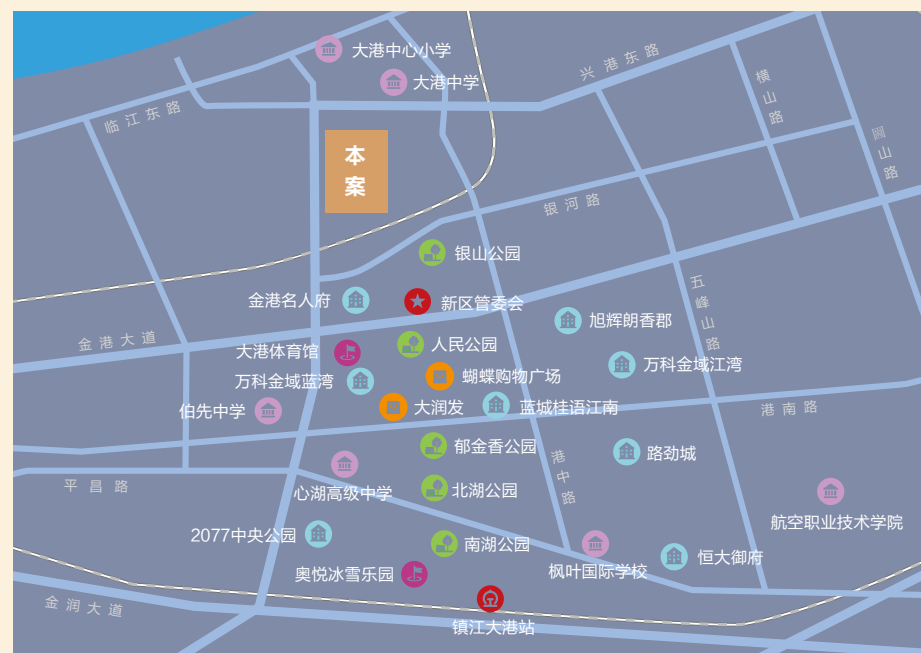 大港中心小学
大港中学
兴港东路
横山路
圌山路
临江东路
本
案
银河路
银山公园
金港名人府
新区管委会
五峰山路
旭辉朗香郡
金港大道
大港体育馆
人民公园
万科金域江湾
万科金域蓝湾
蝴蝶购物广场
伯先中学
大润发
蓝城桂语江南
港南路
郁金香公园
港中路
路劲城
平昌路
心湖高级中学
北湖公园
航空职业技术学院
2077中央公园
南湖公园
枫叶国际学校
恒大御府
奥悦冰雪乐园
金润大道
镇江大港站